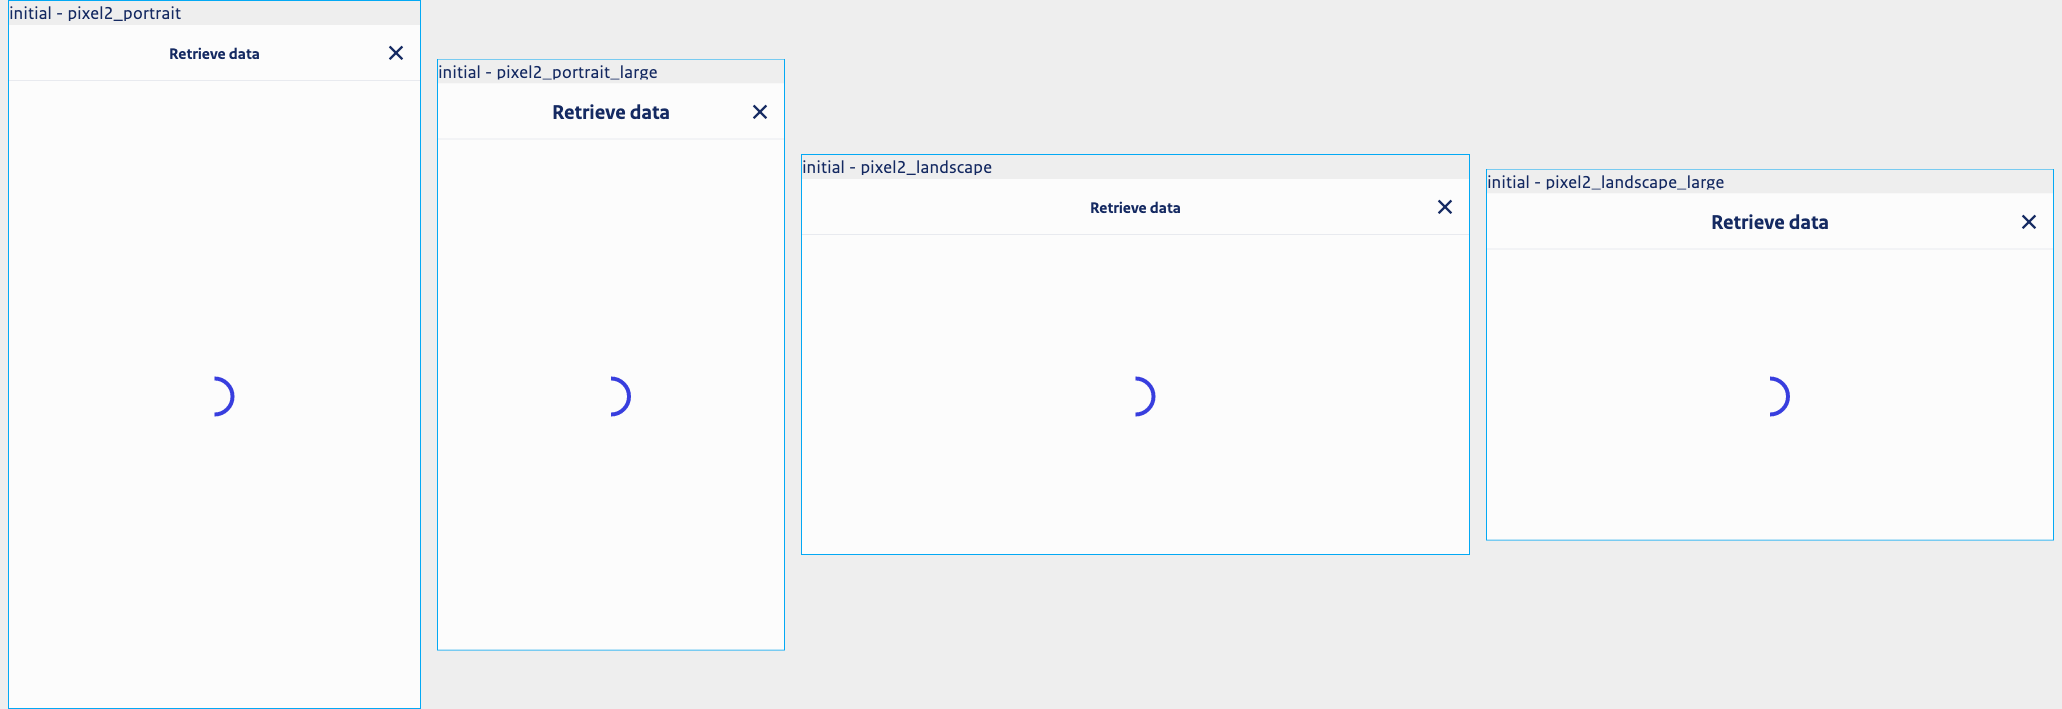 initial - pixel2_portrait
Retrieve data
initial - pixel2_portrait_large
Retrieve data
initial - pixel2_landscape
Retrieve data
initial - pixel2_landscape_large
Retrieve data